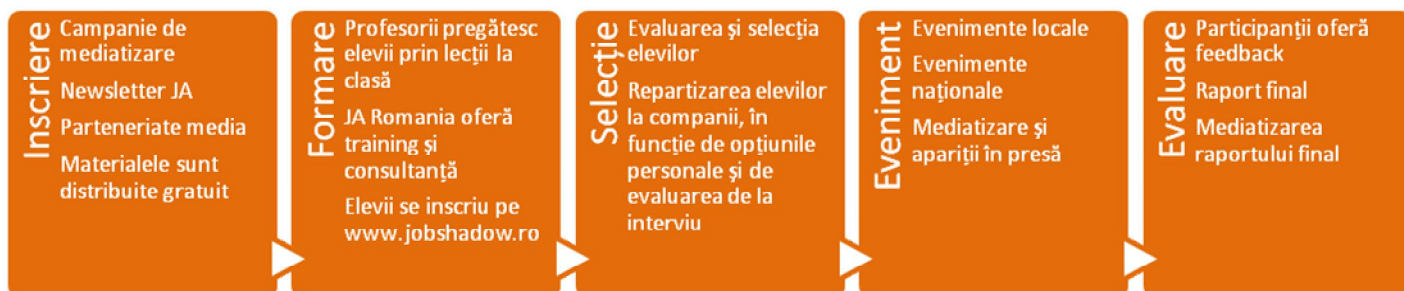 Inscriere
Campanie de
mediatizare
Newsletter JA
Parteneriate media
Materialele sunt
distribuite gratuit
Formare
Profesorii pregătesc
elevii prin lecții la
clasă
JA Romania oferă
training și
consultanță
Elevii se inscriu pe
www.jobshadow.ro
Selecție
Evaluarea și selecția
elevilor
Repartizarea elevilor
la companii, în
funcție de opțiunile
personale și de
evaluarea de la
interviu
Eveniment
Evenimente locale
Evenimente
naționale
Mediatizare și
apariții în presă
Evaluare
Participanții oferă
feedback
Raport final
Mediatizarea
raportului final